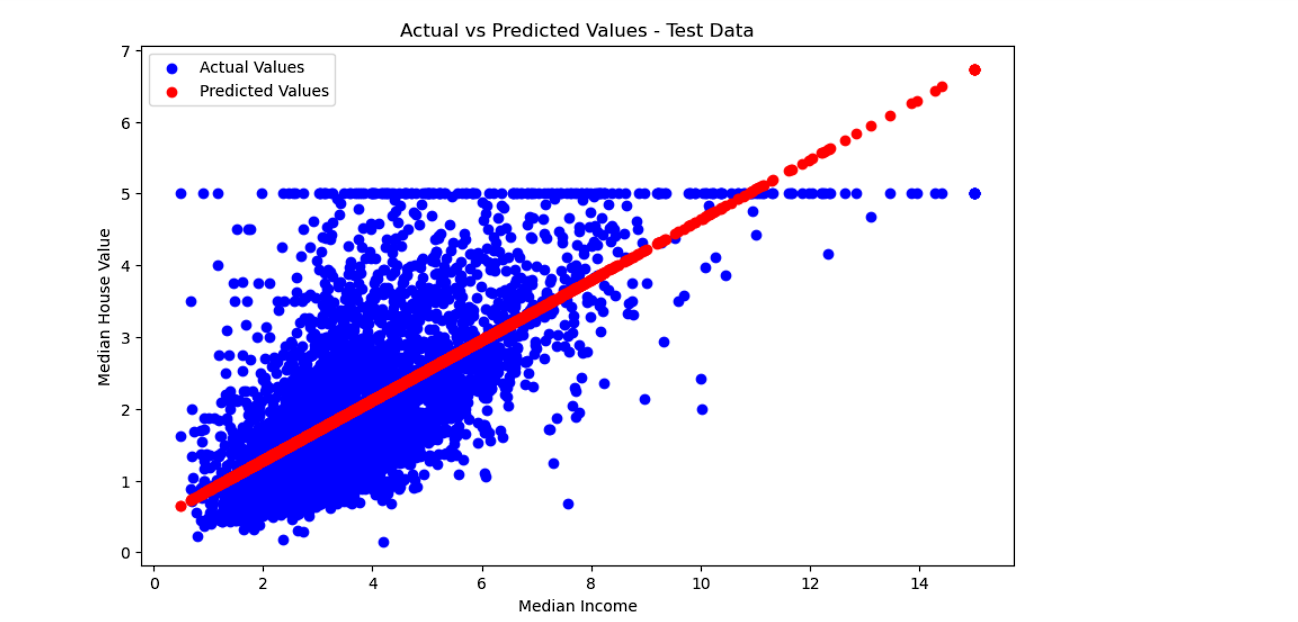 Actual vs Predicted Values - Test Data
Actual Values
Predicted Values
7
6
5
4
3
2
1
0
Median House Value
0 2 4 6 8 10 12 14
Median Income